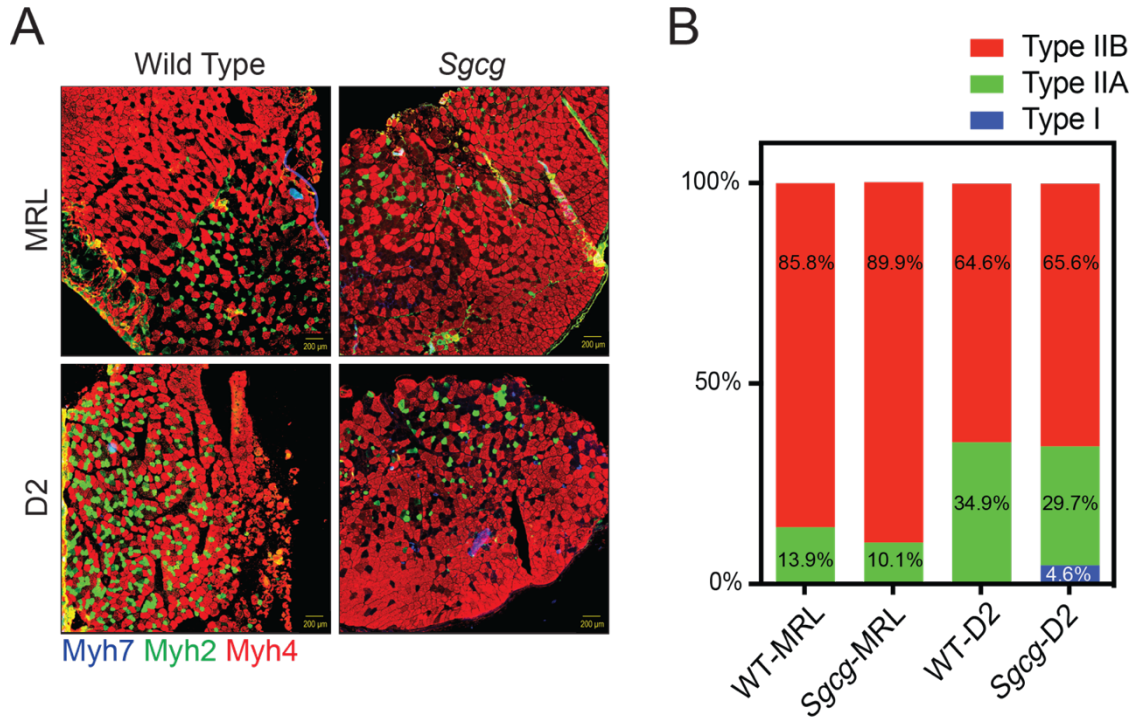 A
Wild Type Sgcg
MRL
200 µm
200 µm
D2
200 µm
200 µm
Myh7 Myh2 Myh4
B
Type IIB
Type IIA
Type I
100%
50%
0%
85.8% 89.9% 64.6% 65.6%
13.9% 10.1% 34.9% 29.7%
4.6%
WT-MRL Sgcg-MRL WT-D2 Sgcg-D2